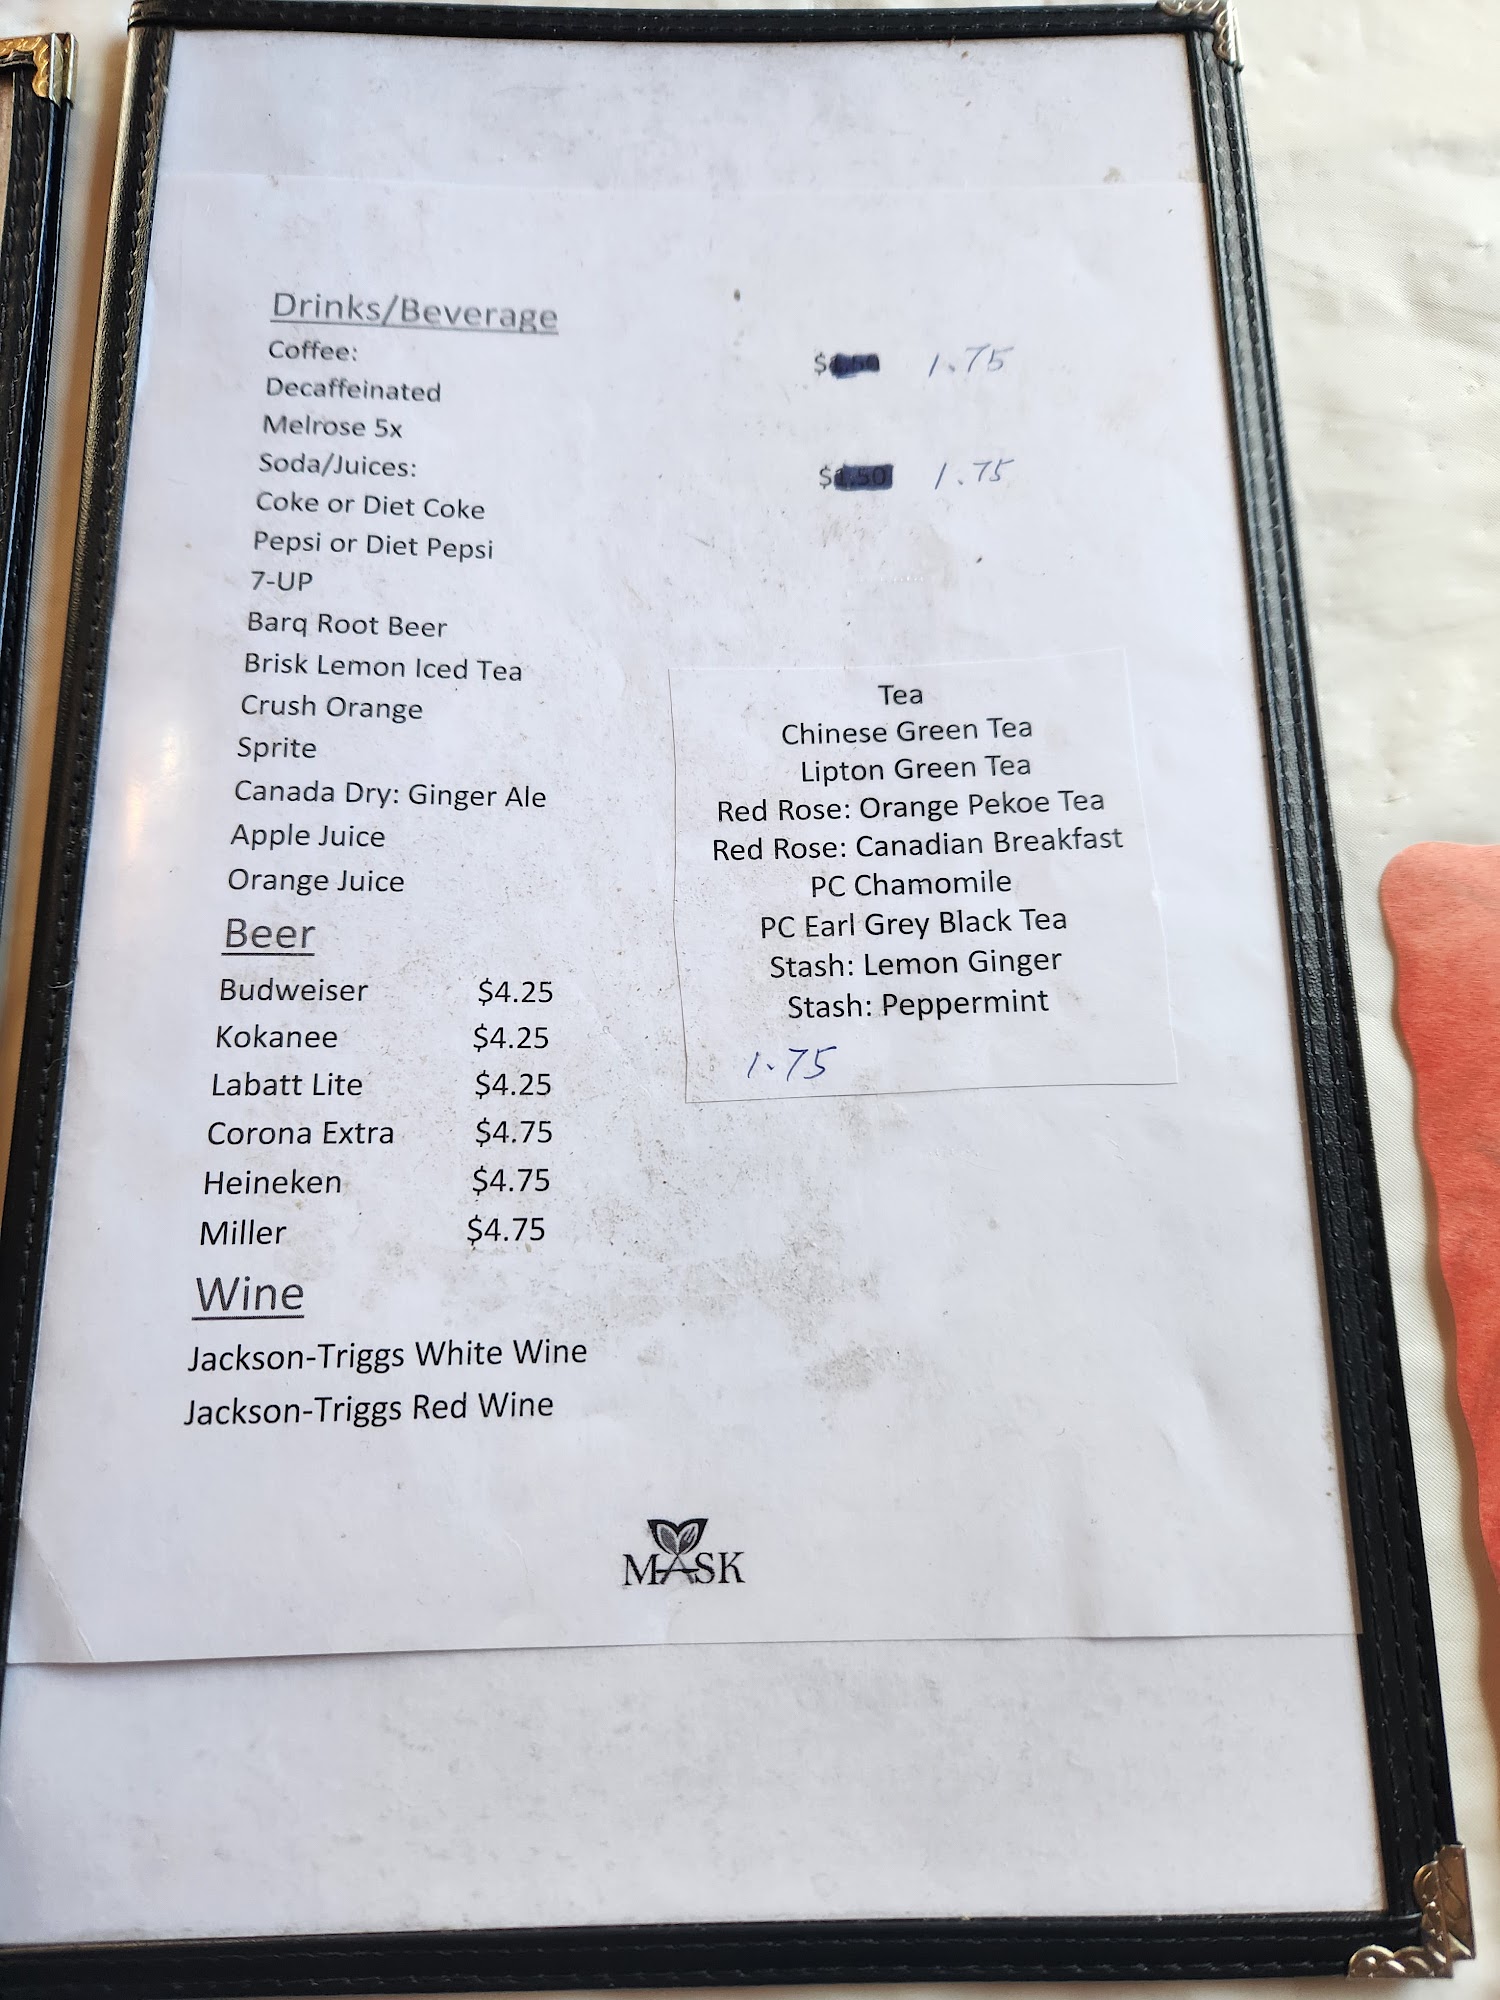 Drinks/Beverage
Coffee: $ 1.75
Decaffeinated
Melrose 5x
Soda/Juices: $1.50 1.75
Coke or Diet Coke
Pepsi or Diet Pepsi
7-UP
Barq Root Beer
Brisk Lemon Iced Tea
Crush Orange
Sprite
Canada Dry: Ginger Ale
Apple Juice
Orange Juice
Tea
Chinese Green Tea
Lipton Green Tea
Red Rose: Orange Pekoe Tea
Red Rose: Canadian Breakfast
PC Chamomile
PC Earl Grey Black Tea
Stash: Lemon Ginger
Stash: Peppermint
1.75
Beer
Budweiser $4.25
Kokanee $4.25
Labatt Lite $4.25
Corona Extra $4.75
Heineken $4.75
Miller $4.75
Wine
Jackson-Triggs White Wine
Jackson-Triggs Red Wine
MASK